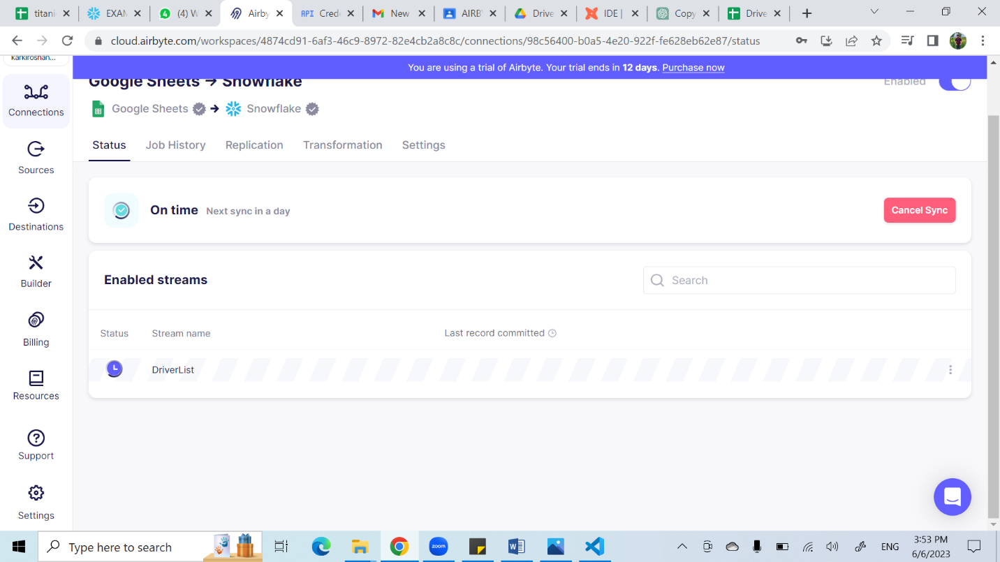 titani
EXAM
(4) W
Airby
API Crede
New
AIRBY
Drive
IDE |
Copy
Drive
cloud.airbyte.com/workspaces/4874cd91-6af3-46c9-8972-82e4cb2a8c8c/connections/98c56400-b0a5-4e20-922f-fe628eb62e87/status
karkiroshan...
You are using a trial of Airbyte. Your trial ends in 12 days. Purchase now
Google Sheets → Snowflake
Enabled
Google Sheets → Snowflake
Connections
Sources
Destinations
Builder
Billing
Resources
Support
Settings
Status Job History Replication Transformation Settings
On time Next sync in a day
Cancel Sync
Enabled streams
Search
Status Stream name Last record committed
DriverList
Type here to search
zoom
ENG
3:53 PM
6/6/2023